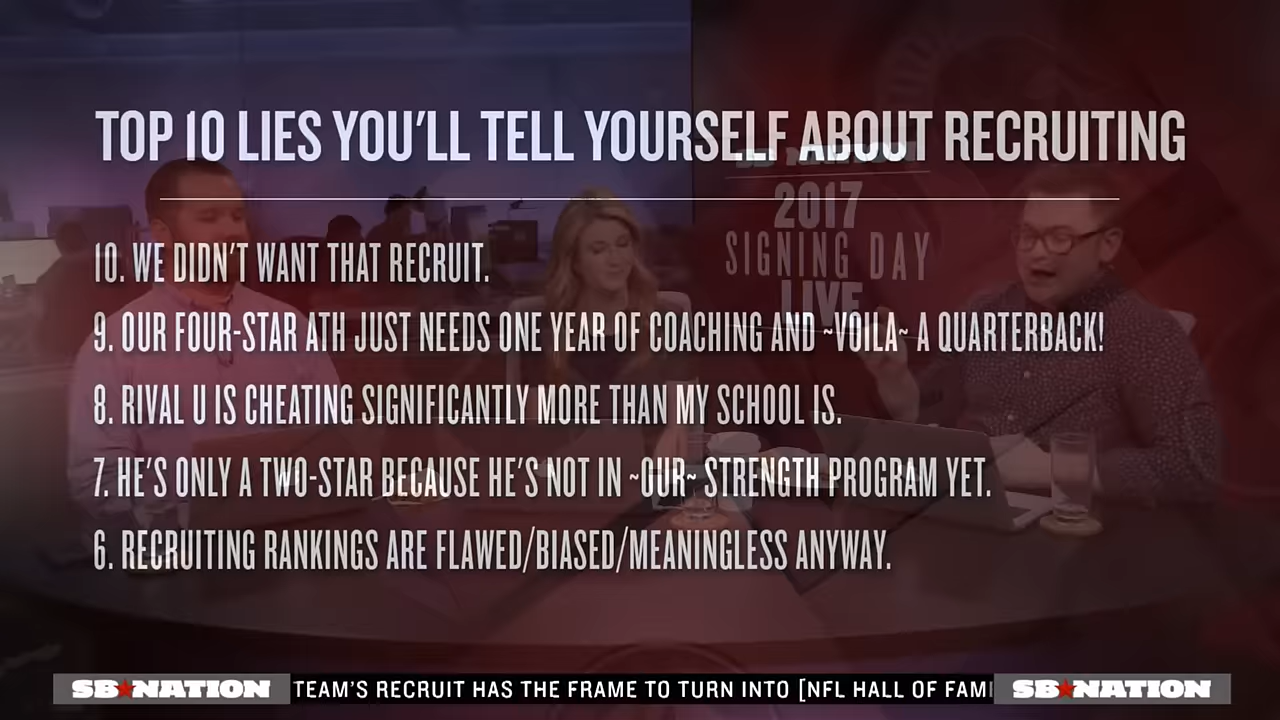 TOP 10 LIES YOU'LL TELL YOURSELF ABOUT RECRUITING
2017
SIGNING DAY
LIVE
10. WE DIDN'T WANT THAT RECRUIT.
9. OUR FOUR-STAR ATH JUST NEEDS ONE YEAR OF COACHING AND ~VOILA~ A QUARTERBACK!
8. RIVAL U IS CHEATING SIGNIFICANTLY MORE THAN MY SCHOOL IS.
7. HE'S ONLY A TWO-STAR BECAUSE HE'S NOT IN ~OUR~ STRENGTH PROGRAM YET.
6. RECRUITING RANKINGS ARE FLAWED/BIASED/MEANINGLESS ANYWAY.
SB★NATION TEAM'S RECRUIT HAS THE FRAME TO TURN INTO [NFL HALL OF FAM SB★NATION